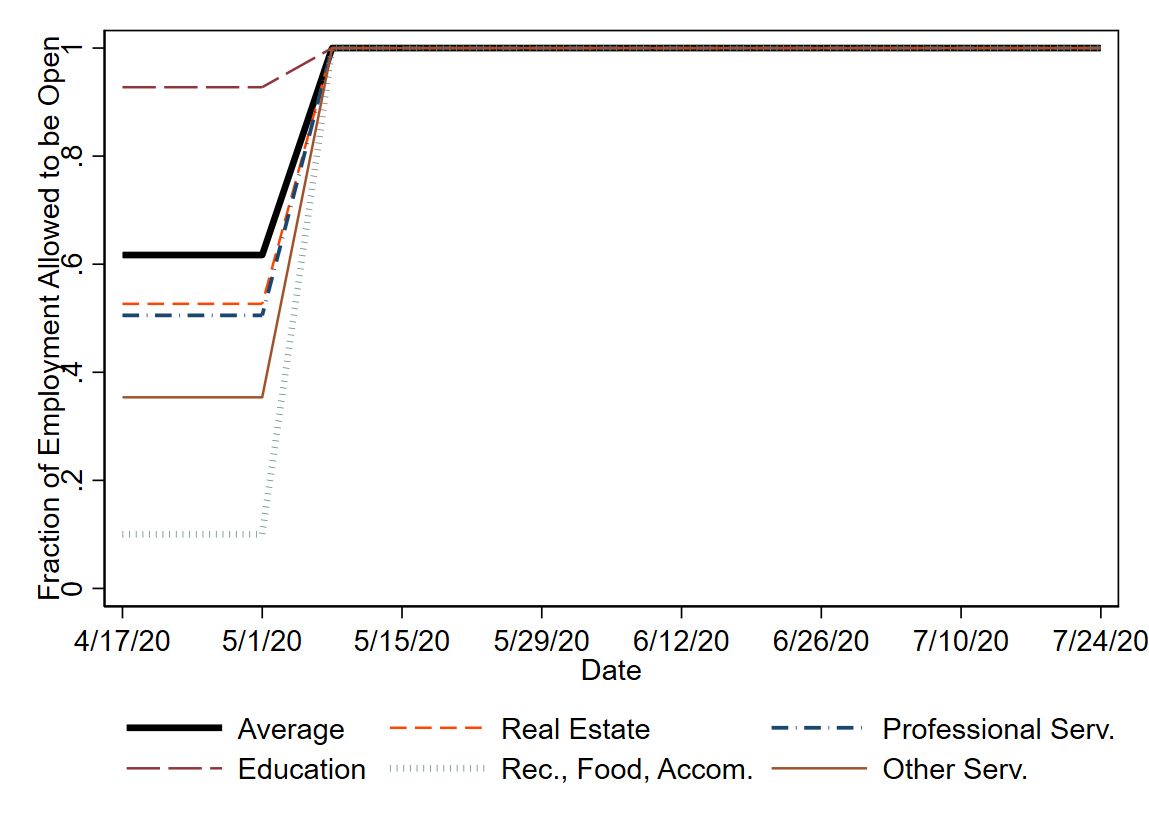 Fraction of Employment Allowed to be Open
1
.8
.6
.4
.2
0
4/17/20 5/1/20 5/15/20 5/29/20 6/12/20 6/26/20 7/10/20 7/24/20
Date
Average Real Estate Professional Serv.
Education Rec., Food, Accom. Other Serv.